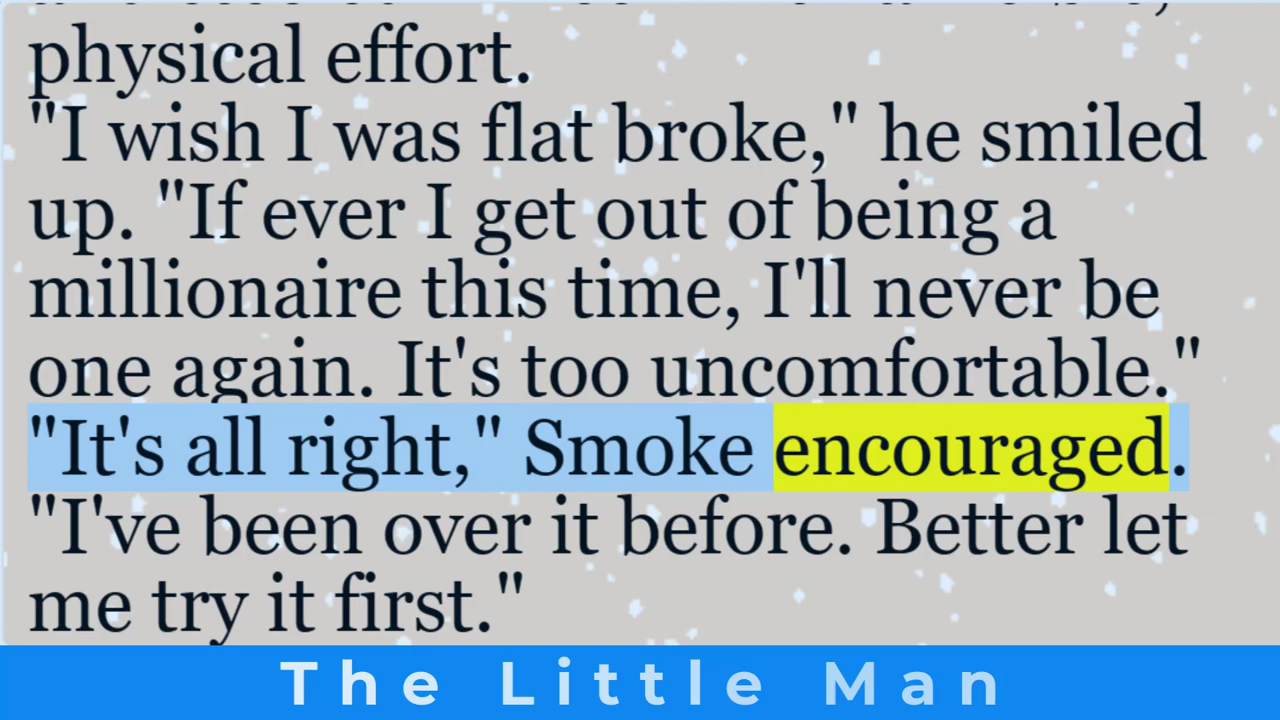 physical effort.
"I wish I was flat broke," he smiled
up. "If ever I get out of being a
millionaire this time, I'll never be
one again. It's too uncomfortable."
"It's all right," Smoke encouraged.
"I've been over it before. Better let
me try it first."
The Little Man